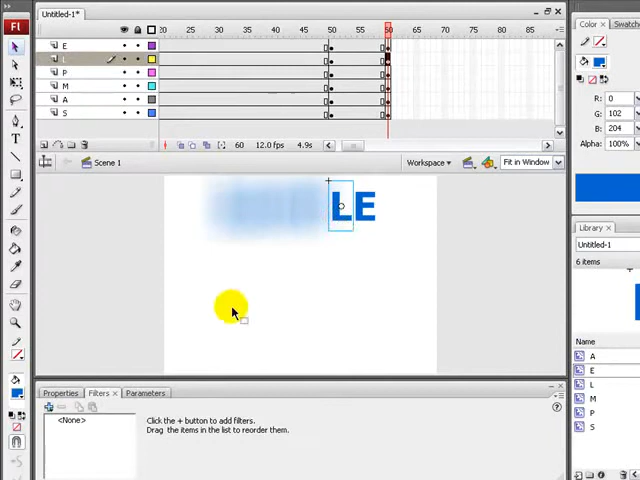 Fl
Untitled-1*
20 25 30 35 40 45 50 55 60 65 70 75 80 85
E
L
P
M
A
S
60 12.0 fps 4.9s
Scene 1
Workspace
Fit in Window
LE
Properties
Filters
Parameters
<None>
Click the + button to add filters.
Drag the items in the list to reorder them.
Color
Swatche
R: 0
G: 102
B: 204
Alpha: 100%
Library
Untitled-1
6 items
Name
A
E
L
M
P
S